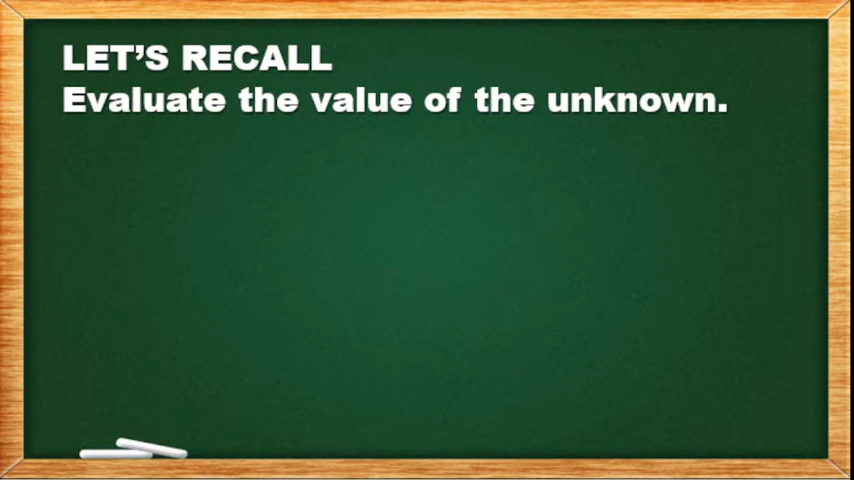 LET’S RECALL
Evaluate the value of the unknown.